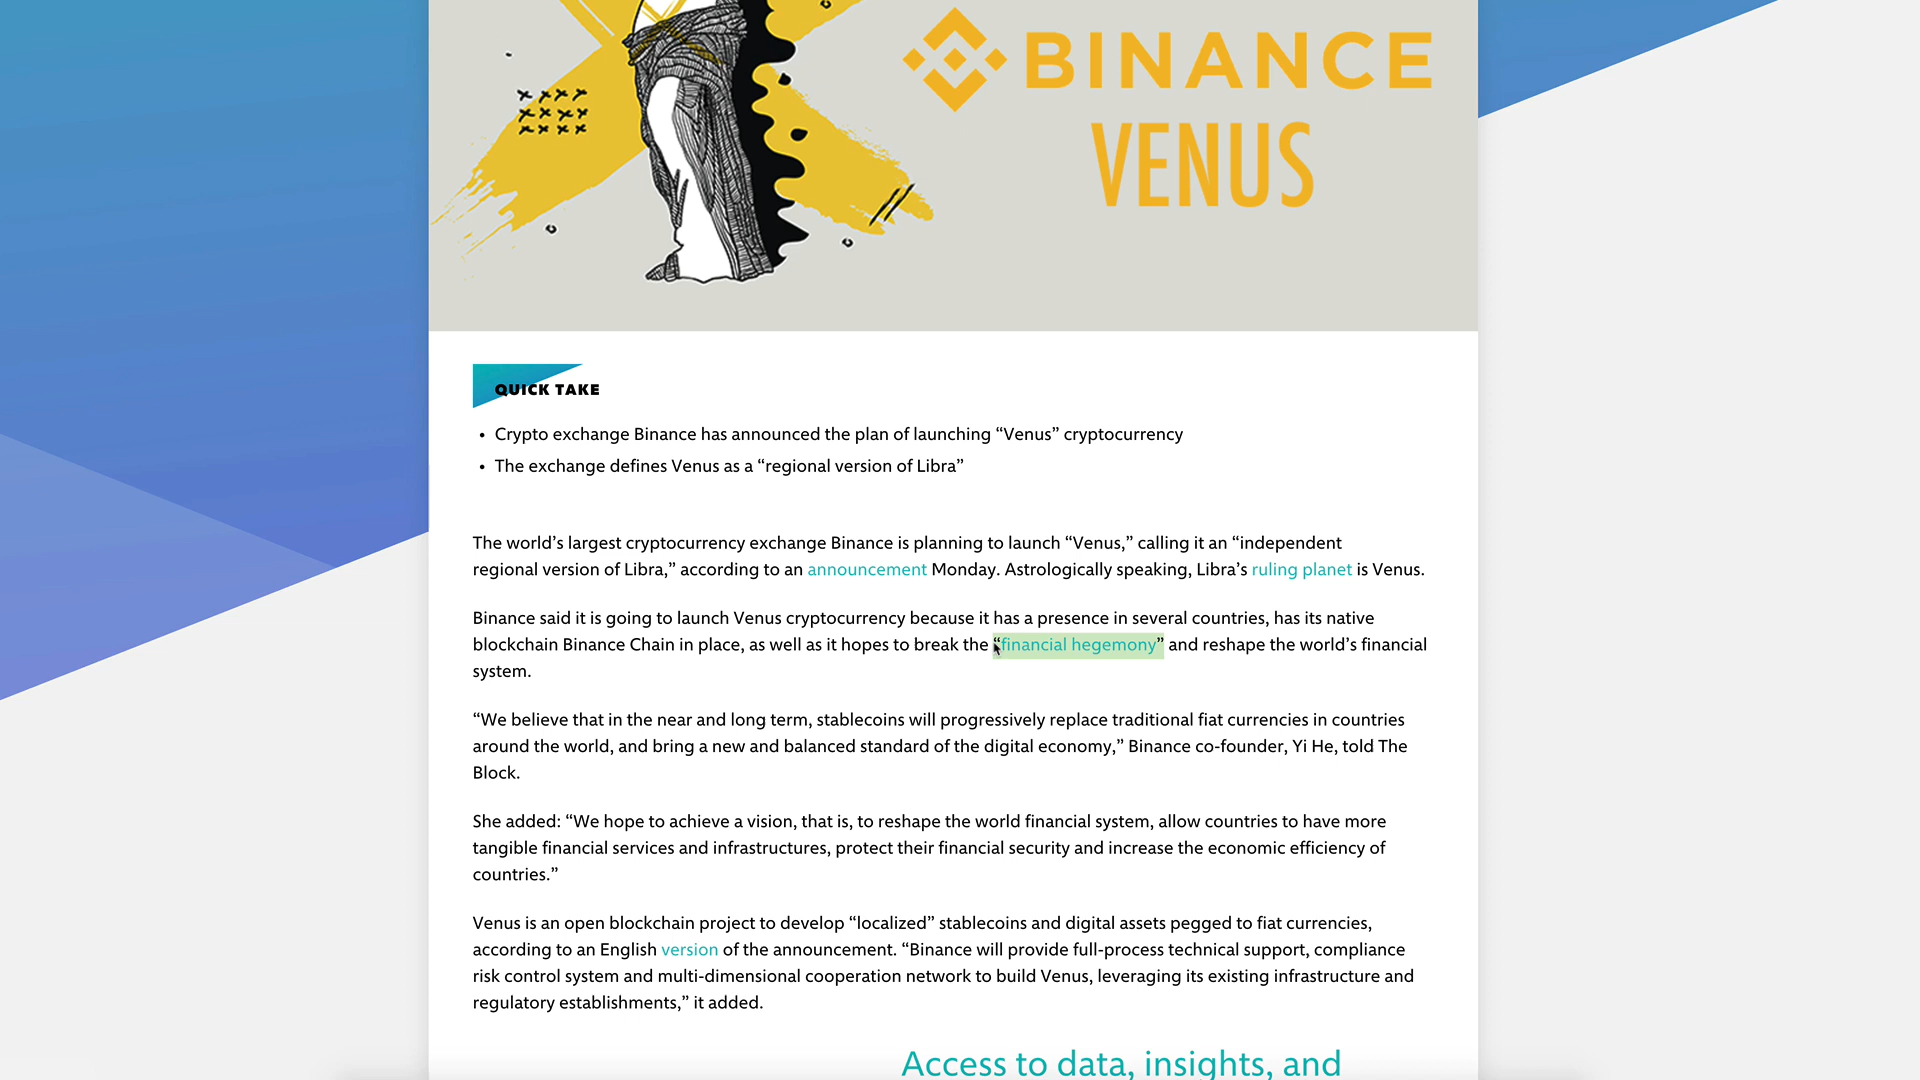 BINANCE
VENUS
QUICK TAKE
• Crypto exchange Binance has announced the plan of launching “Venus” cryptocurrency
• The exchange defines Venus as a “regional version of Libra”
The world’s largest cryptocurrency exchange Binance is planning to launch “Venus,” calling it an “independent
regional version of Libra,” according to an announcement Monday. Astrologically speaking, Libra’s ruling planet is Venus.
Binance said it is going to launch Venus cryptocurrency because it has a presence in several countries, has its native
blockchain Binance Chain in place, as well as it hopes to break the “financial hegemony” and reshape the world’s financial
system.
“We believe that in the near and long term, stablecoins will progressively replace traditional fiat currencies in countries
around the world, and bring a new and balanced standard of the digital economy,” Binance co-founder, Yi He, told The
Block.
She added: “We hope to achieve a vision, that is, to reshape the world financial system, allow countries to have more
tangible financial services and infrastructures, protect their financial security and increase the economic efficiency of
countries.”
Venus is an open blockchain project to develop “localized” stablecoins and digital assets pegged to fiat currencies,
according to an English version of the announcement. “Binance will provide full-process technical support, compliance
risk control system and multi-dimensional cooperation network to build Venus, leveraging its existing infrastructure and
regulatory establishments,” it added.
Access to data, insights, and